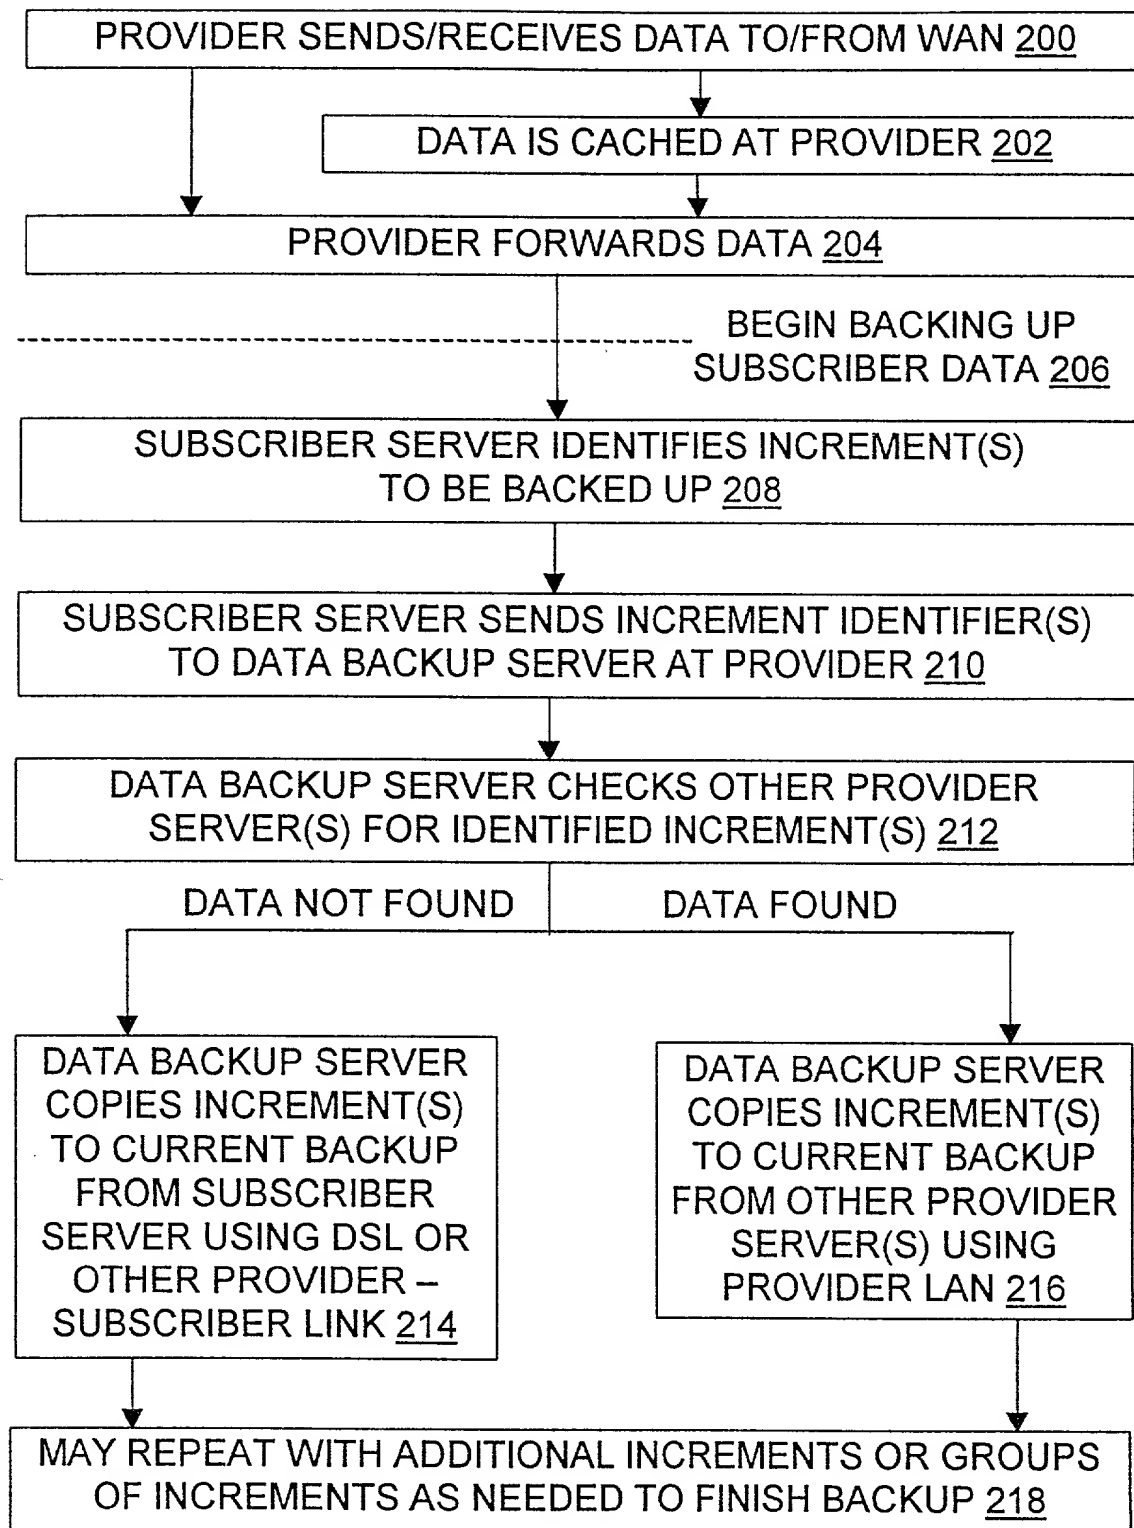 PROVIDER SENDS/RECEIVES DATA TO/FROM WAN 200
DATA IS CACHED AT PROVIDER 202
PROVIDER FORWARDS DATA 204
BEGIN BACKING UP
SUBSCRIBER DATA 206
SUBSCRIBER SERVER IDENTIFIES INCREMENT(S)
TO BE BACKED UP 208
SUBSCRIBER SERVER SENDS INCREMENT IDENTIFIER(S)
TO DATA BACKUP SERVER AT PROVIDER 210
DATA BACKUP SERVER CHECKS OTHER PROVIDER
SERVER(S) FOR IDENTIFIED INCREMENT(S) 212
DATA NOT FOUND
DATA FOUND
DATA BACKUP SERVER
COPIES INCREMENT(S)
TO CURRENT BACKUP
FROM SUBSCRIBER
SERVER USING DSL OR
OTHER PROVIDER –
SUBSCRIBER LINK 214
DATA BACKUP SERVER
COPIES INCREMENT(S)
TO CURRENT BACKUP
FROM OTHER PROVIDER
SERVER(S) USING
PROVIDER LAN 216
MAY REPEAT WITH ADDITIONAL INCREMENTS OR GROUPS
OF INCREMENTS AS NEEDED TO FINISH BACKUP 218